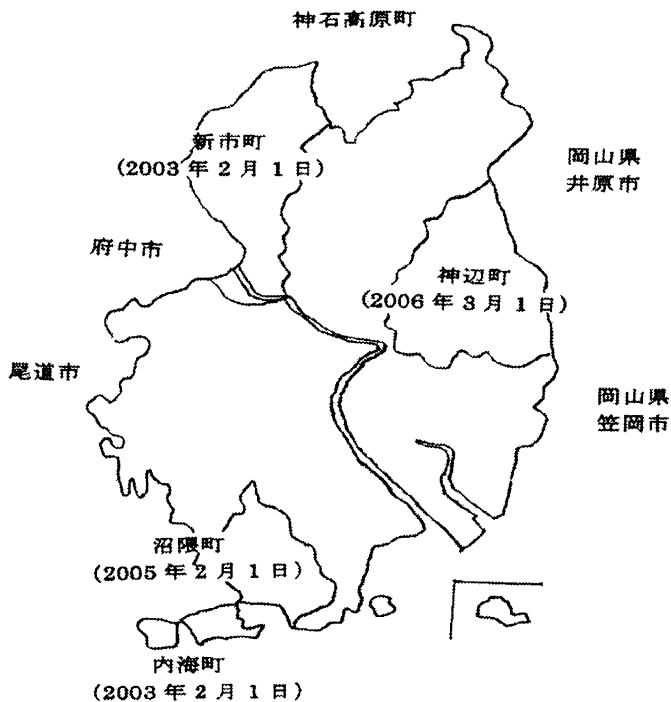 神石高原町
新市町
(2003年2月1日)
岡山県
井原市
府中市
神辺町
(2006年3月1日)
尾道市
岡山県
笠岡市
沼隈町
(2005年2月1日)
内海町
(2003年2月1日)